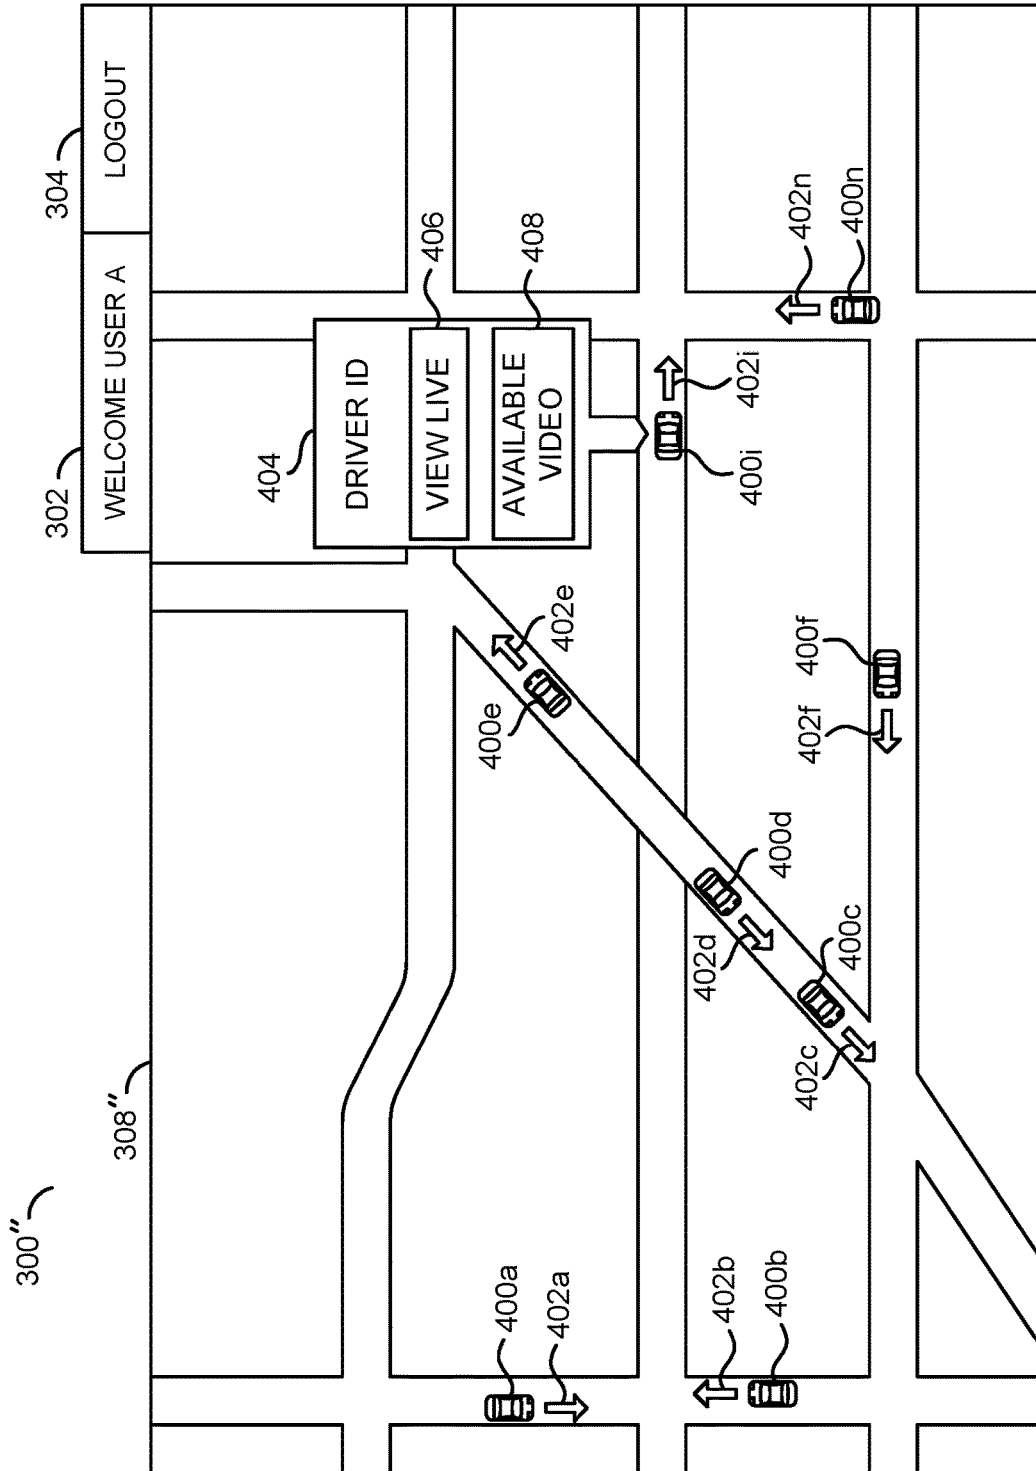 300″
302
304
WELCOME USER A
LOGOUT
308″
404
DRIVER ID
VIEW LIVE
406
AVAILABLE
VIDEO
408
400e
402e
400a
402a
402d
402b
400i
402i
400b
400d
402c
402f
400f
402n
400c
400n